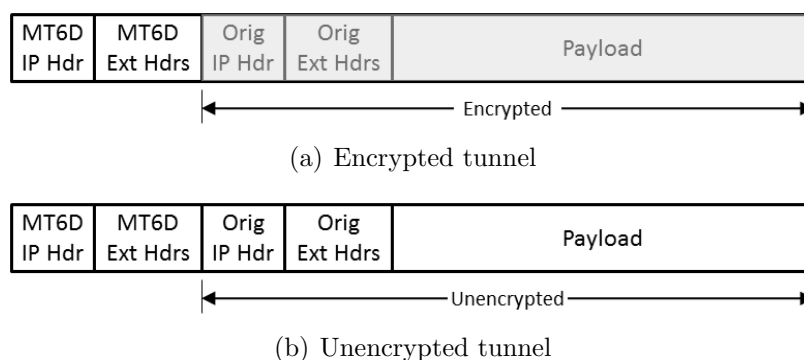 MT6D MT6D Orig Orig Payload
IP Hdr Ext Hdrs IP Hdr Ext Hdrs
Encrypted
(a) Encrypted tunnel
MT6D MT6D Orig Orig Payload
IP Hdr Ext Hdrs IP Hdr Ext Hdrs
Unencrypted
(b) Unencrypted tunnel